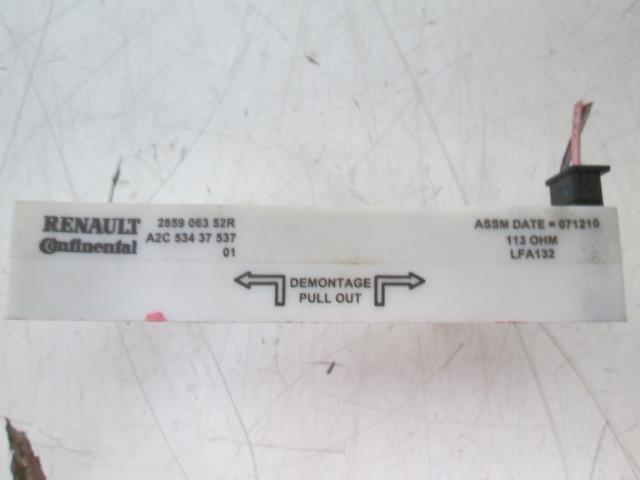 RENAULT
Continental
2859 063 52R
A2C 534 37 537
01
ASSM DATE = 071210
113 OHM
LFA132
DEMONTAGE
PULL OUT